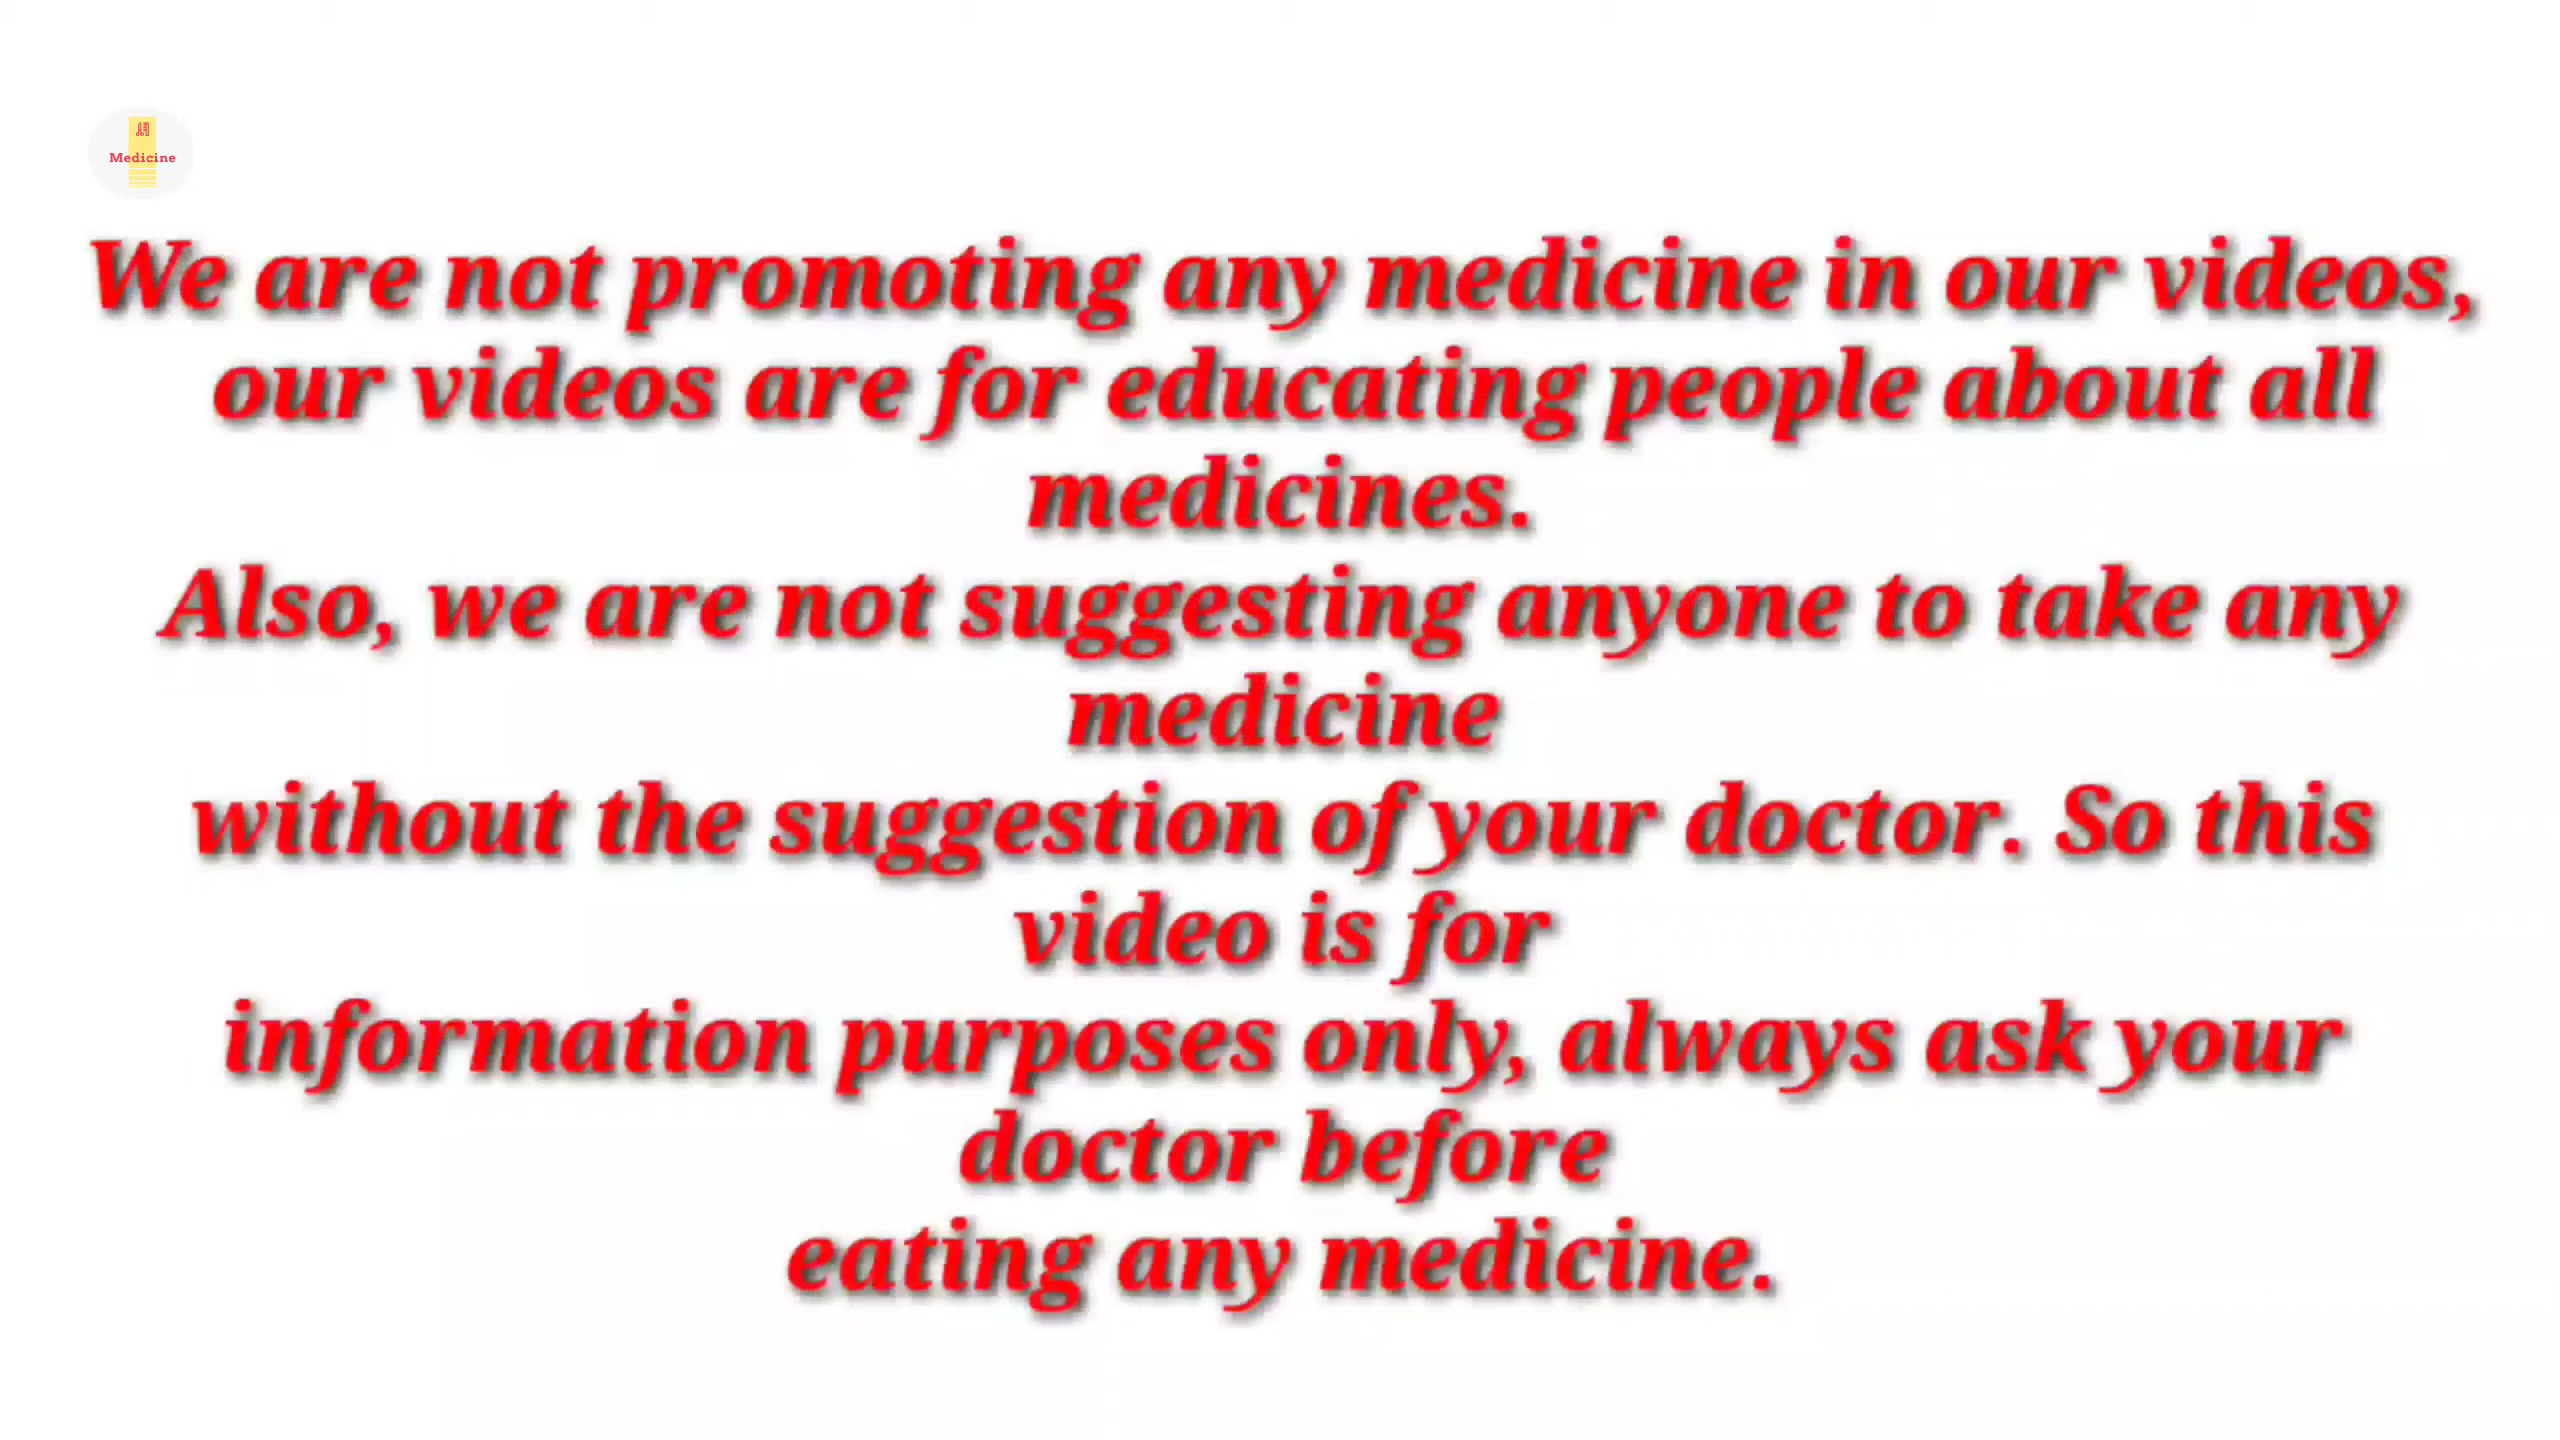 Medicine
We are not promoting any medicine in our videos,
our videos are for educating people about all
medicines.
Also, we are not suggesting anyone to take any
medicine
without the suggestion of your doctor. So this
video is for
information purposes only, always ask your
doctor before
eating any medicine.